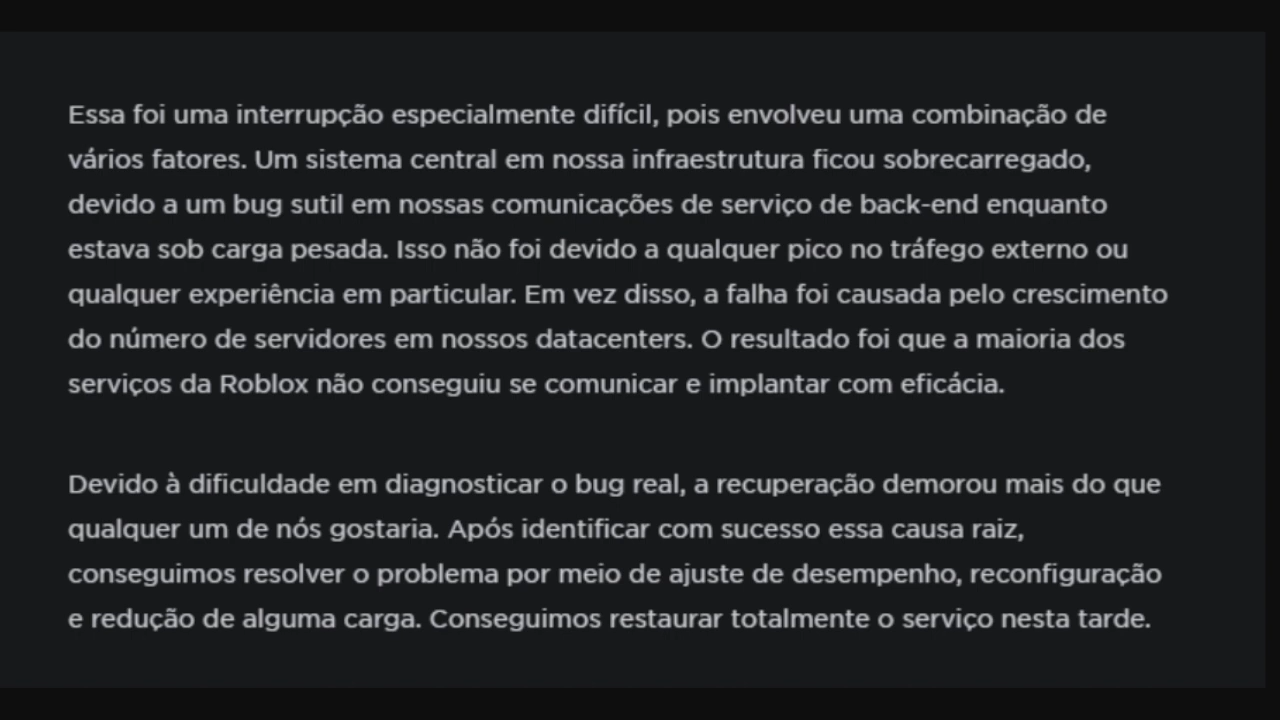 Essa foi uma interrupção especialmente difícil, pois envolveu uma combinação de
vários fatores. Um sistema central em nossa infraestrutura ficou sobrecarregado,
devido a um bug sutil em nossas comunicações de serviço de back-end enquanto
estava sob carga pesada. Isso não foi devido a qualquer pico no tráfego externo ou
qualquer experiência em particular. Em vez disso, a falha foi causada pelo crescimento
do número de servidores em nossos datacenters. O resultado foi que a maioria dos
serviços da Roblox não conseguiu se comunicar e implantar com eficácia.
Devido à dificuldade em diagnosticar o bug real, a recuperação demorou mais do que
qualquer um de nós gostaria. Após identificar com sucesso essa causa raiz,
conseguimos resolver o problema por meio de ajuste de desempenho, reconfiguração
e redução de alguma carga. Conseguimos restaurar totalmente o serviço nesta tarde.